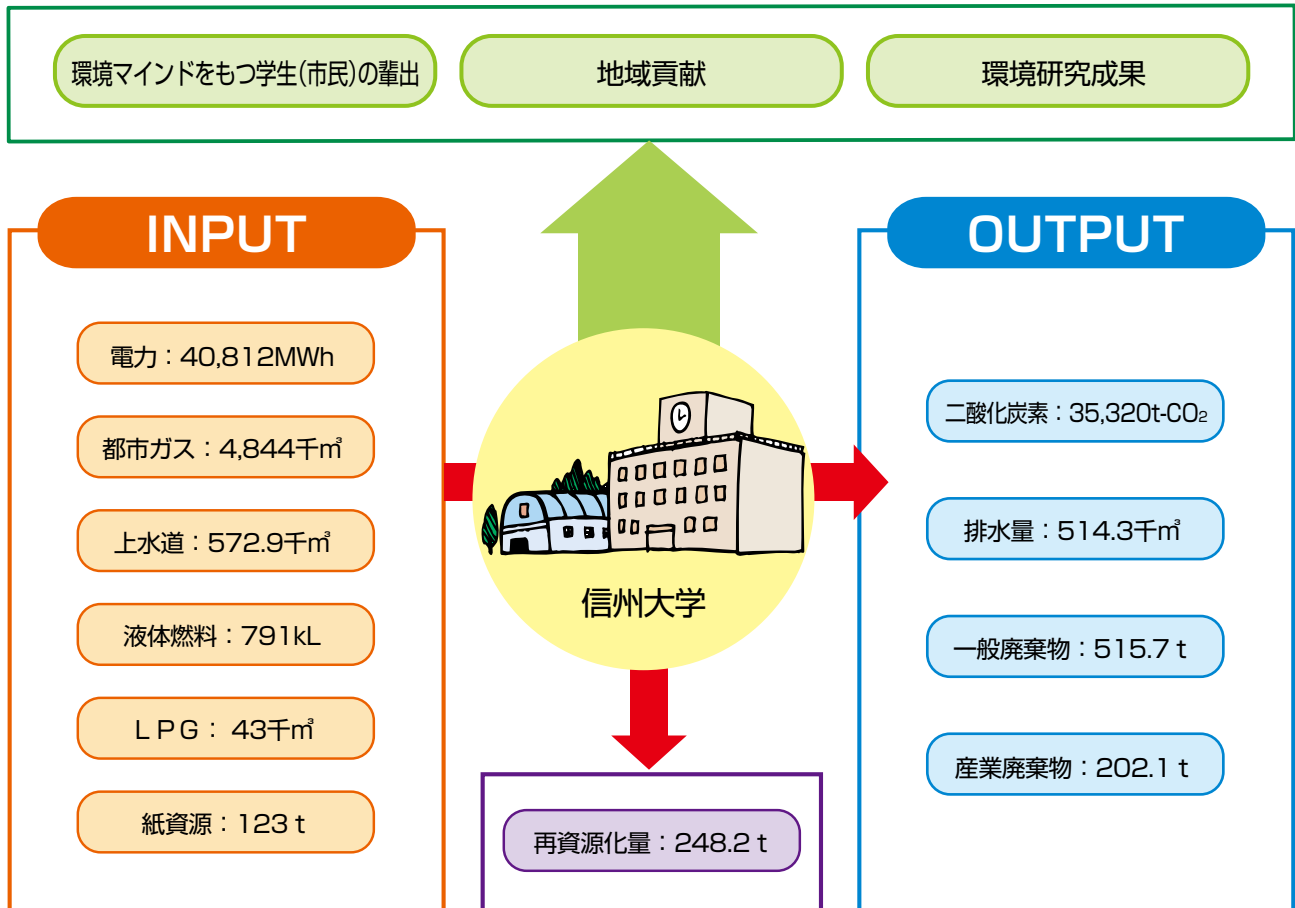 環境マインドをもつ学生(市民)の輩出
地域貢献
環境研究成果
INPUT
電力：40,812MWh
都市ガス：4,844千㎥
上水道：572.9千㎥
液体燃料：791kL
ＬＰＧ： 43千㎥
紙資源：123ｔ
信州大学
再資源化量：248.2ｔ
OUTPUT
二酸化炭素：35,320t-CO₂
排水量：514.3千㎥
一般廃棄物：515.7ｔ
産業廃棄物：202.1ｔ